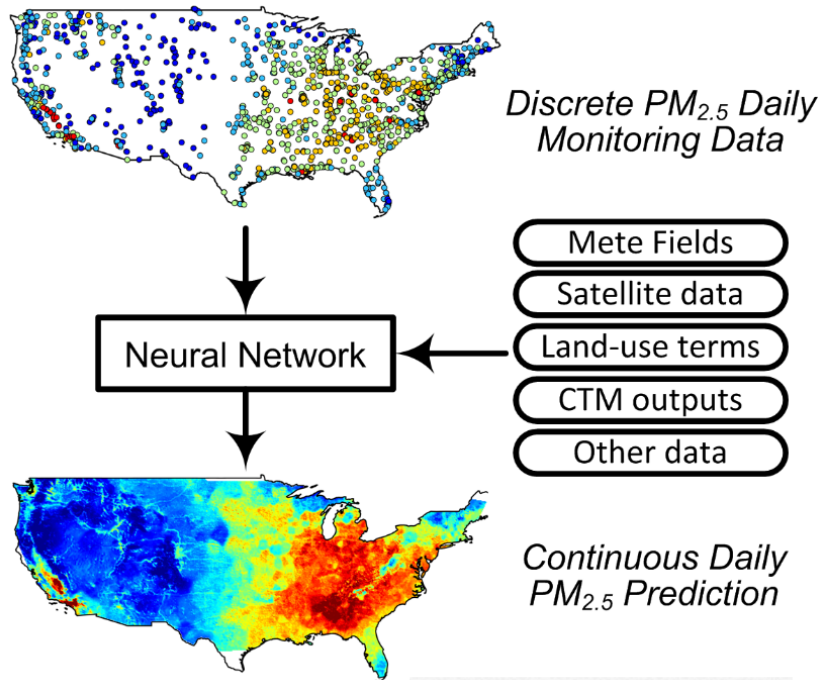 Discrete PM2.5 Daily
Monitoring Data
Mete Fields
Satellite data
Neural Network
Land-use terms
CTM outputs
Other data
Continuous Daily
PM2.5 Prediction